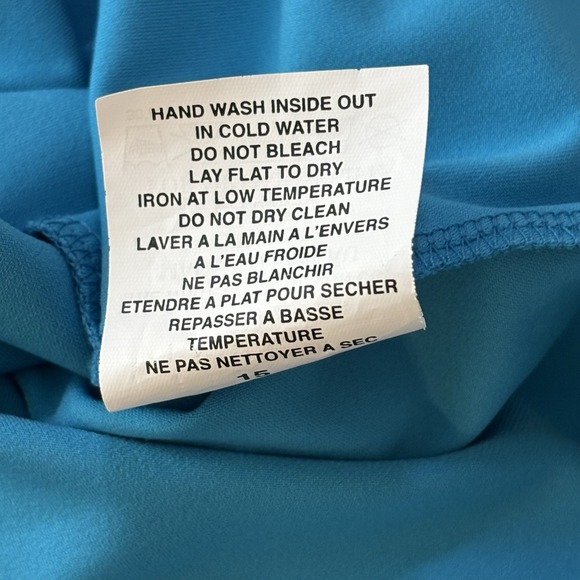 HAND WASH INSIDE OUT
IN COLD WATER
DO NOT BLEACH
LAY FLAT TO DRY
IRON AT LOW TEMPERATURE
DO NOT DRY CLEAN
LAVER A LA MAIN A L'ENVERS
A L'EAU FROIDE
NE PAS BLANCHIR
ETENDRE A PLAT POUR SECHER
REPASSER A BASSE
TEMPERATURE
NE PAS NETTOYER A SEC